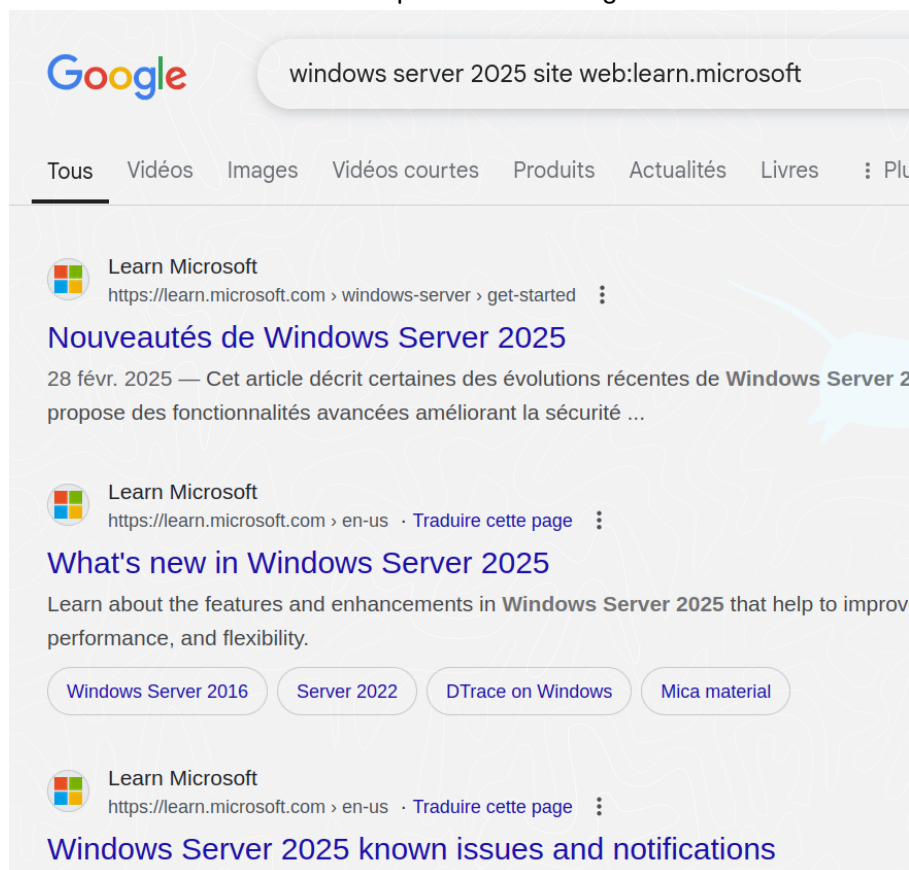 Google
windows server 2025 site web:learn.microsoft
Tous Vidéos Images Vidéos courtes Produits Actualités Livres Plu
Learn Microsoft
https://learn.microsoft.com › windows-server › get-started
Nouveautés de Windows Server 2025
28 févr. 2025 — Cet article décrit certaines des évolutions récentes de Windows Server 2
propose des fonctionnalités avancées améliorant la sécurité ...
Learn Microsoft
https://learn.microsoft.com › en-us · Traduire cette page
What's new in Windows Server 2025
Learn about the features and enhancements in Windows Server 2025 that help to improv
performance, and flexibility.
Windows Server 2016 Server 2022 DTrace on Windows Mica material
Learn Microsoft
https://learn.microsoft.com › en-us · Traduire cette page
Windows Server 2025 known issues and notifications